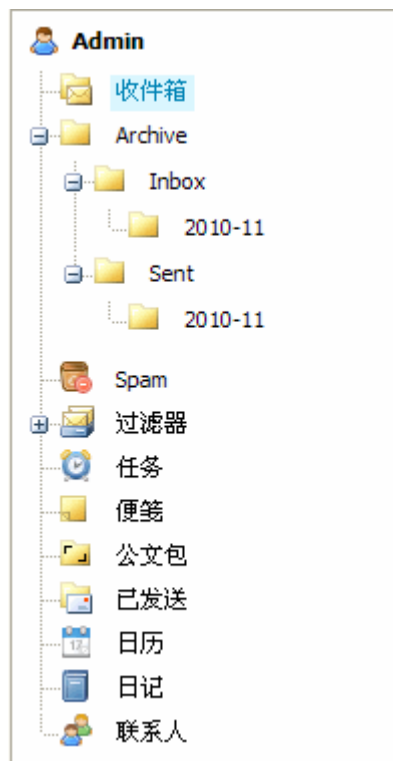 Admin
收件箱
Archive
Inbox
2010-11
Sent
2010-11
Spam
过滤器
任务
便笺
公文包
已发送
17
日历
日记
联系人